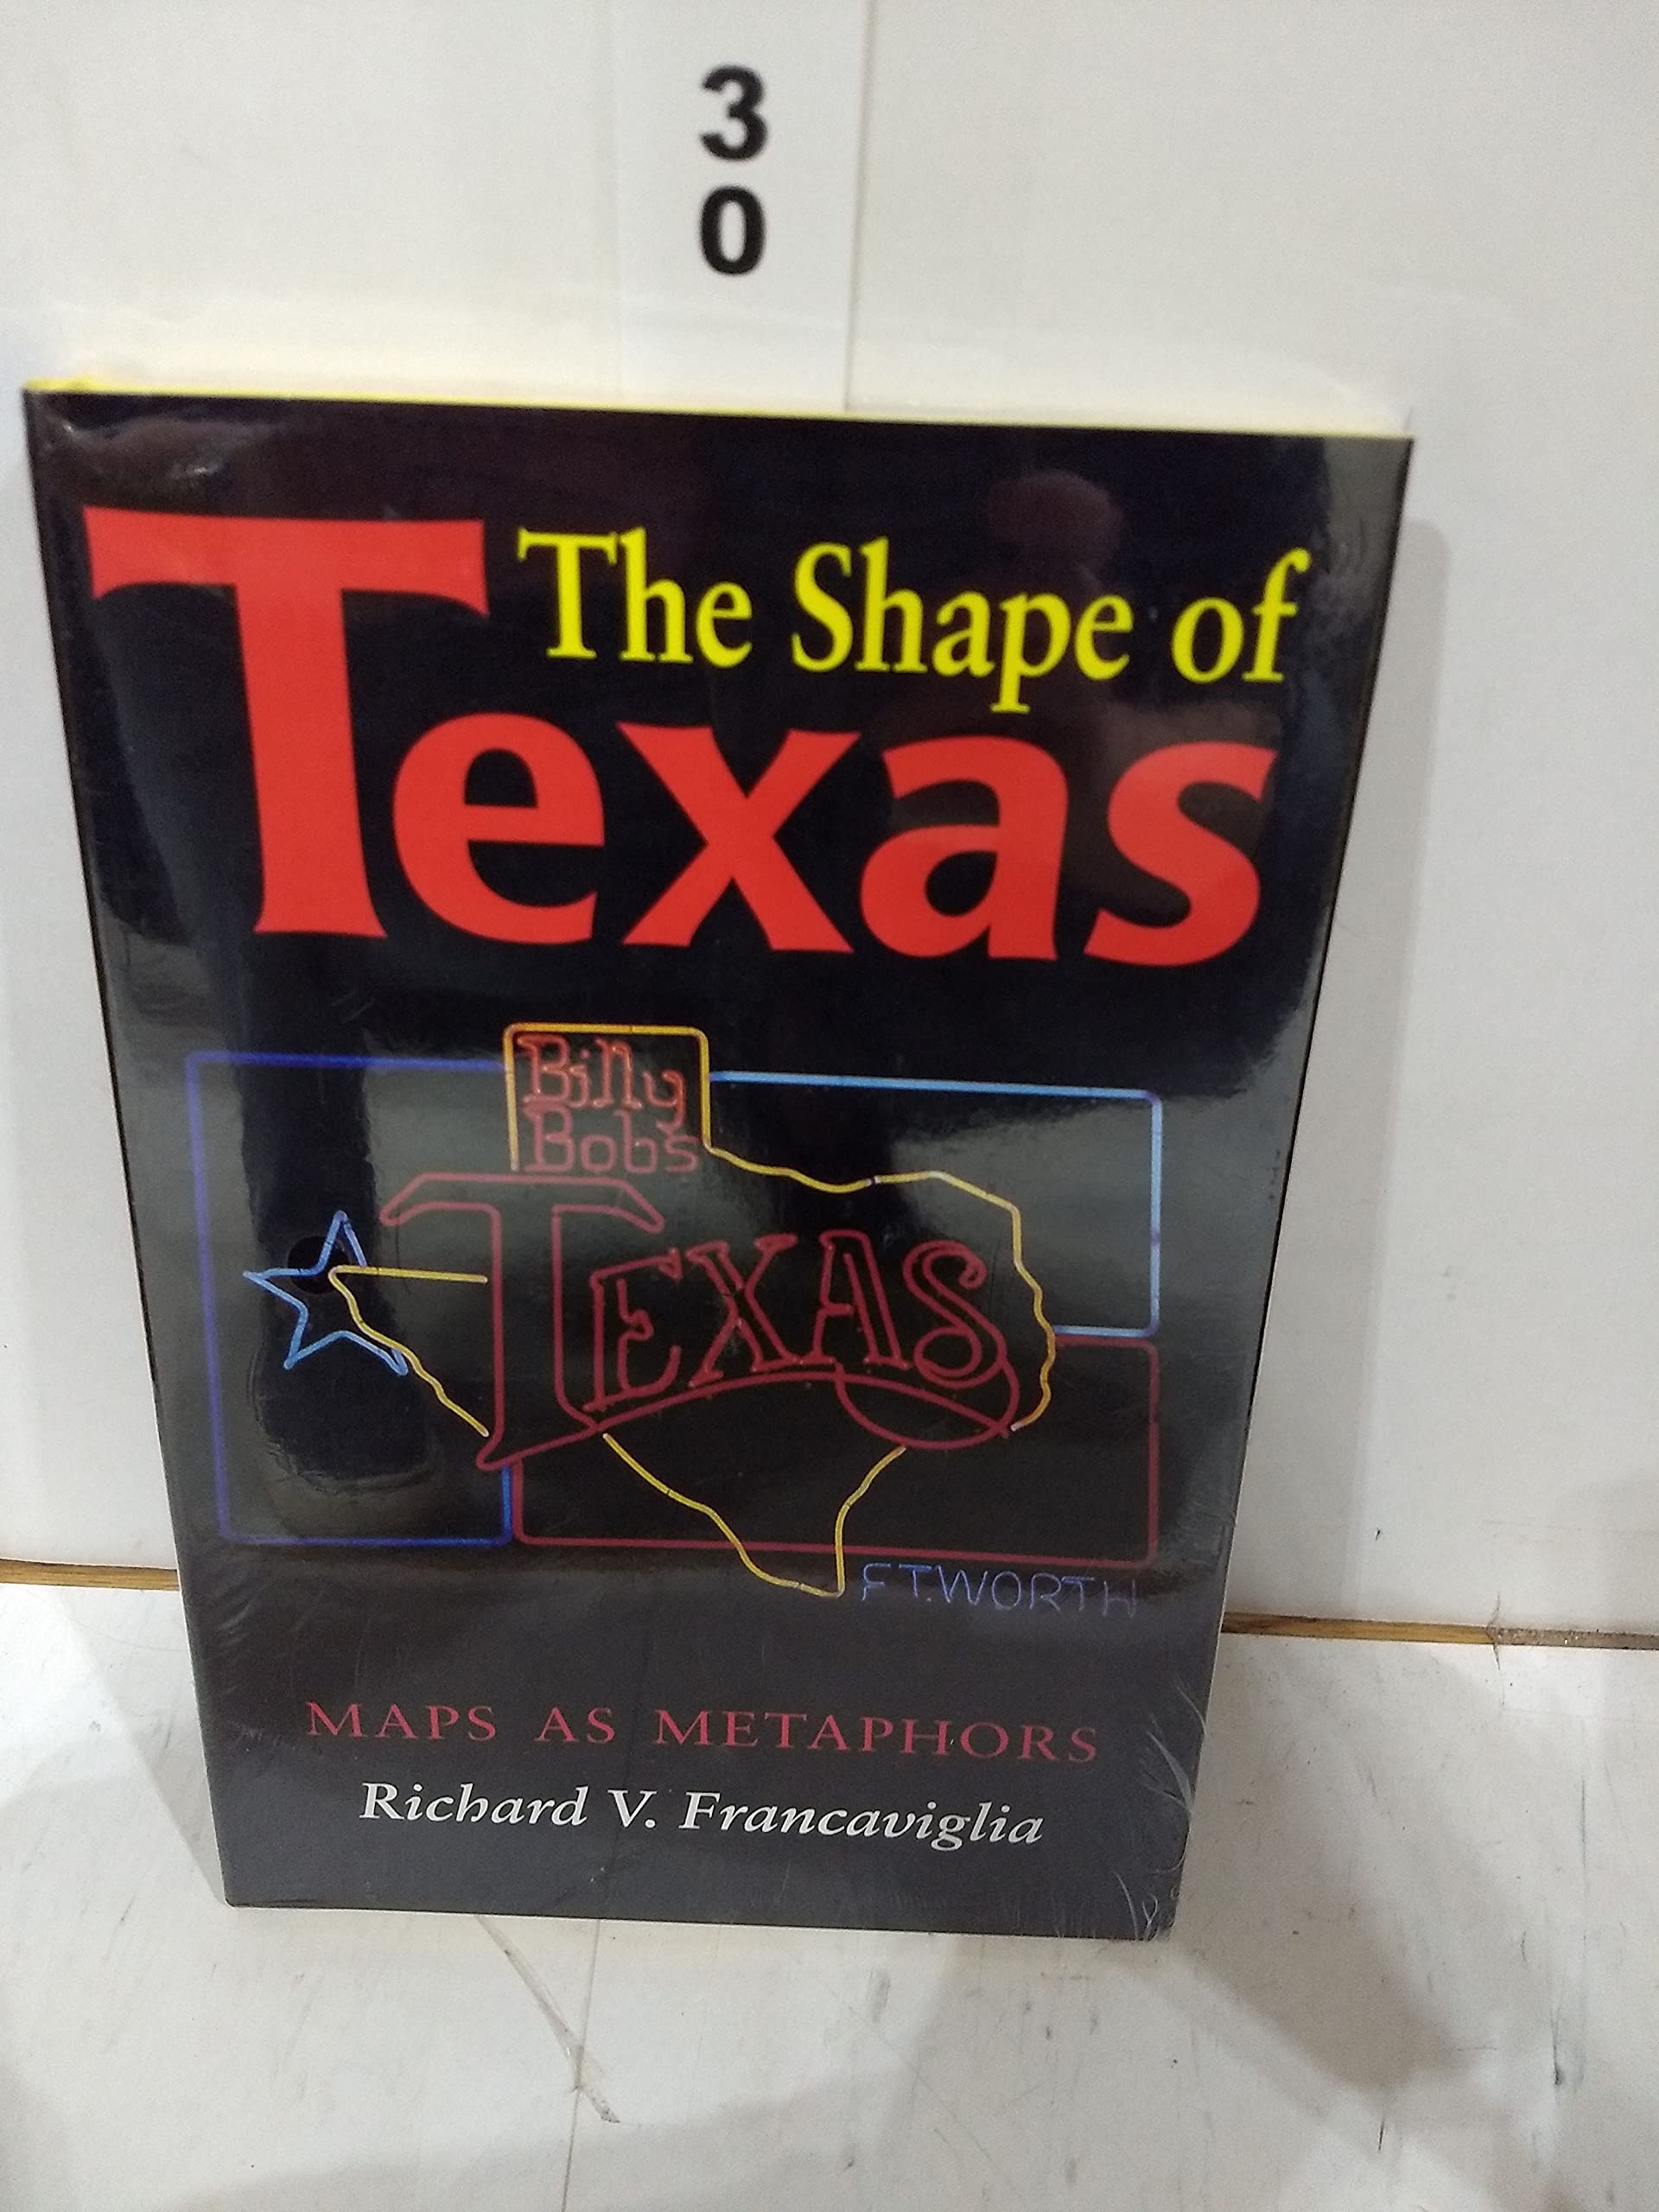 3
0
The Shape of
Texas
Billy
Bob's
TEXAS
FT.WORTH
MAPS AS METAPHORS
Richard V. Francaviglia